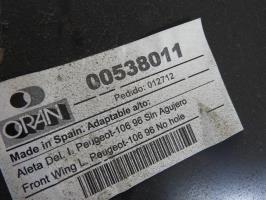 00538011
Pedido: 012712
ORAN
Made in Spain. Adaptable a/to:
Aleta Del. I. Peugeot-106 96 Sin Agujero
Front Wing L. Peugeot-106 96 No hole